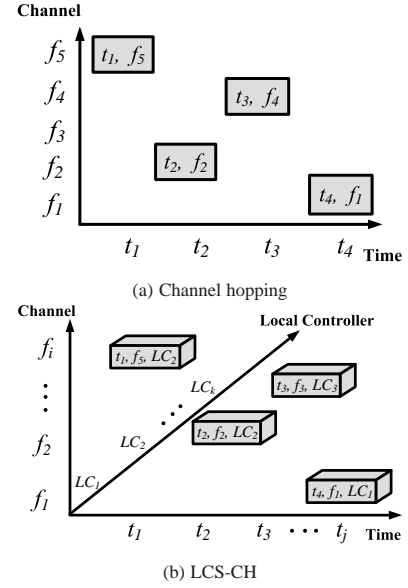 Channel
f5
t1, f5
f4
t3, f4
f3
f2
t2, f2
f1
t4, f1
t1 t2 t3 t4 Time
(a) Channel hopping
Channel
Local Controller
fi
t1, f5, LC2
⋮
LCk
t3, f3, LC3
...
f2
LC2
t2, f2, LC2
LC1
f1
t4, f1, LC1
t1 t2 t3 ... tj Time
(b) LCS-CH